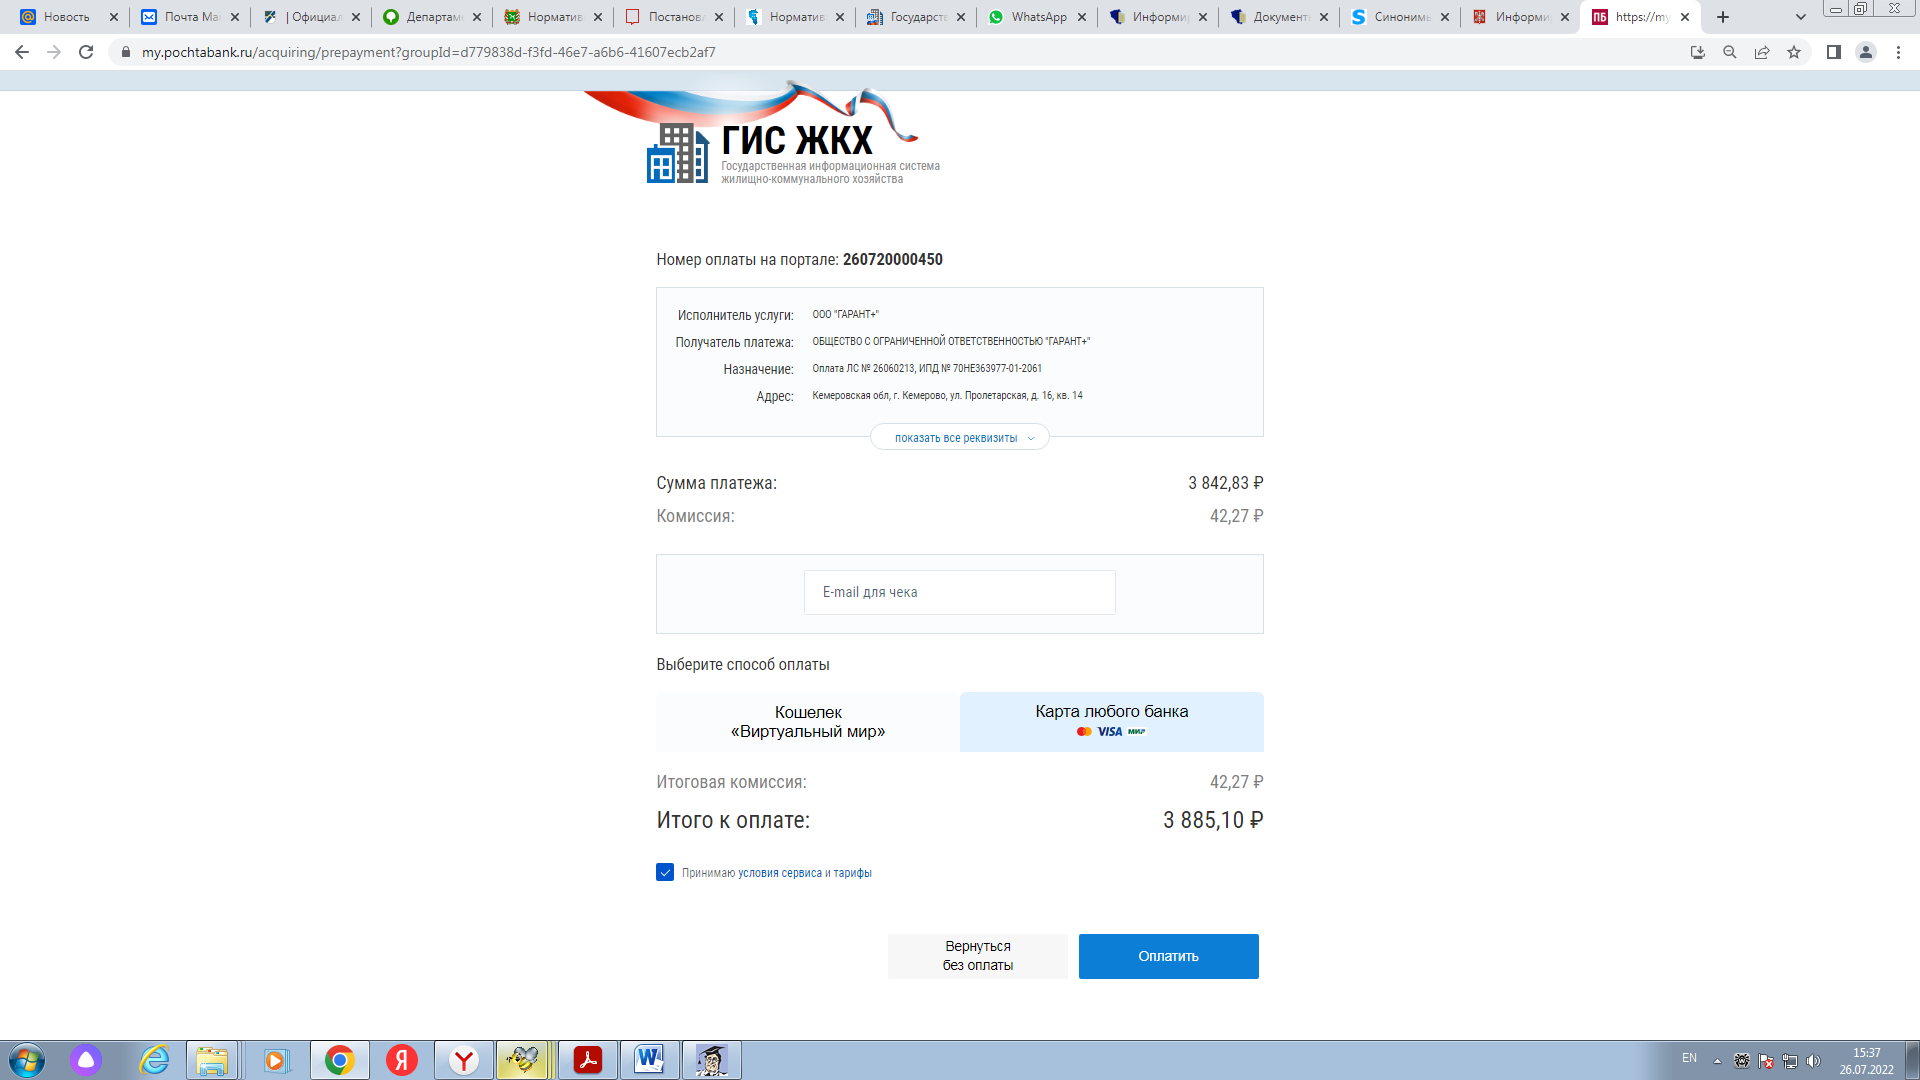 Новость
Почта Mai
| Официал
Департам
Норматив
Постанов
Норматив
Государств
WhatsApp
Информи
Документ
Синоним
Информи
https://my
my.pochtabank.ru/acquiring/prepayment?groupId=d779838d-f3fd-46e7-a6b6-41607ecb2af7
ГИС ЖКХ
Государственная информационная система
жилищно-коммунального хозяйства
Номер оплаты на портале: 260720000450
Исполнитель услуги: ООО "ГАРАНТ+"
Получатель платежа: ОБЩЕСТВО С ОГРАНИЧЕННОЙ ОТВЕТСТВЕННОСТЬЮ "ГАРАНТ+"
Назначение: Оплата ЛС № 26060213, ИПД № 70НЕ363977-01-2061
Адрес: Кемеровская обл, г. Кемерово, ул. Пролетарская, д. 16, кв. 14
показать все реквизиты
Сумма платежа: 3 842,83 ₽
Комиссия: 42,27 ₽
E-mail для чека
Выберите способ оплаты
Кошелек
«Виртуальный мир»
Карта любого банка
VISA МИР
Итоговая комиссия: 42,27 ₽
Итого к оплате: 3 885,10 ₽
Принимаю условия сервиса и тарифы
Вернуться
без оплаты
Оплатить
EN
15:37
26.07.2022